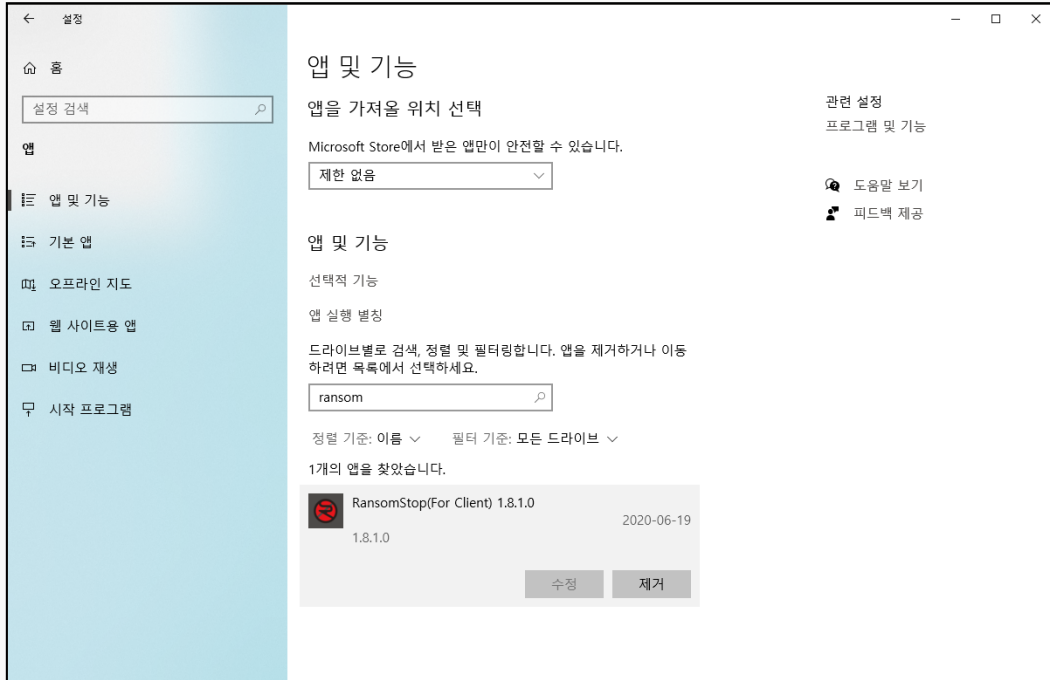 설정
홈
설정 검색
앱
앱 및 기능
기본 앱
오프라인 지도
웹 사이트용 앱
비디오 재생
시작 프로그램
앱 및 기능
앱을 가져올 위치 선택
Microsoft Store에서 받은 앱만이 안전할 수 있습니다.
제한 없음
앱 및 기능
선택적 기능
앱 실행 별칭
드라이브별로 검색, 정렬 및 필터링합니다. 앱을 제거하거나 이동
하려면 목록에서 선택하세요.
ransom
정렬 기준: 이름 필터 기준: 모든 드라이브
1개의 앱을 찾았습니다.
RansomStop(For Client) 1.8.1.0
2020-06-19
1.8.1.0
수정 제거
관련 설정
프로그램 및 기능
도움말 보기
피드백 제공